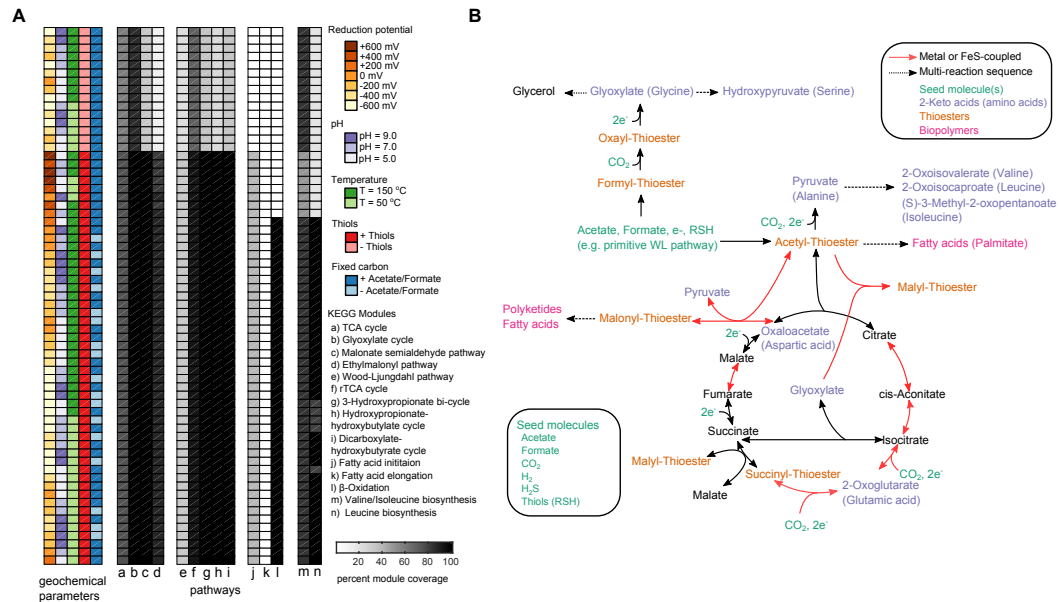 A
Reduction potential
+600 mV
+400 mV
+200 mV
0 mV
-200 mV
-400 mV
-600 mV
pH
pH = 9.0
pH = 7.0
pH = 5.0
Temperature
T = 150 °C
T = 50 °C
Thiols
+ Thiols
- Thiols
Fixed carbon
+ Acetate/Formate
- Acetate/Formate
KEGG Modules
a) TCA cycle
b) Glyoxylate cycle
c) Malonate semialdehyde pathway
d) Ethylmalonyl pathway
e) Wood-Ljungdahl pathway
f) rTCA cycle
g) 3-Hydroxypropionate bi-cycle
h) Hydroxypropionate-
hydroxybutylate cycle
i) Dicarboxylate-
hydroxybutyrate cycle
j) Fatty acid inititaion
k) Fatty acid elongation
l) β-Oxidation
m) Valine/Isoleucine biosynthesis
n) Leucine biosynthesis
0 20 40 60 80 100
percent module coverage
a b c d e f g h i j k l m n
geochemical
parameters
pathways
B
Metal or FeS-coupled
Multi-reaction sequence
Seed molecule(s)
2-Keto acids (amino acids)
Thioesters
Biopolymers
Glycerol
Glyoxylate (Glycine)
Hydroxypyruvate (Serine)
2e-
Oxayl-Thioester
CO2
Formyl-Thioester
Pyruvate
(Alanine)
2-Oxoisovalerate (Valine)
2-Oxoisocaproate (Leucine)
(S)-3-Methyl-2-oxopentanoate
(Isoleucine)
CO2, 2e-
Acetate, Formate, e-, RSH
(e.g. primitive WL pathway)
Acetyl-Thioester
Fatty acids (Palmitate)
Pyruvate
Malyl-Thioester
Polyketides
Fatty acids
Malonyl-Thioester
2e-
Oxaloacetate
(Aspartic acid)
Citrate
Malate
Fumarate
Glyoxylate
cis-Aconitate
2e-
Succinate
Isocitrate
Malyl-Thioester
Succinyl-Thioester
CO2, 2e-
2-Oxoglutarate
(Glutamic acid)
Malate
CO2, 2e-
Seed molecules
Acetate
Formate
CO2
H2
H2S
Thiols (RSH)